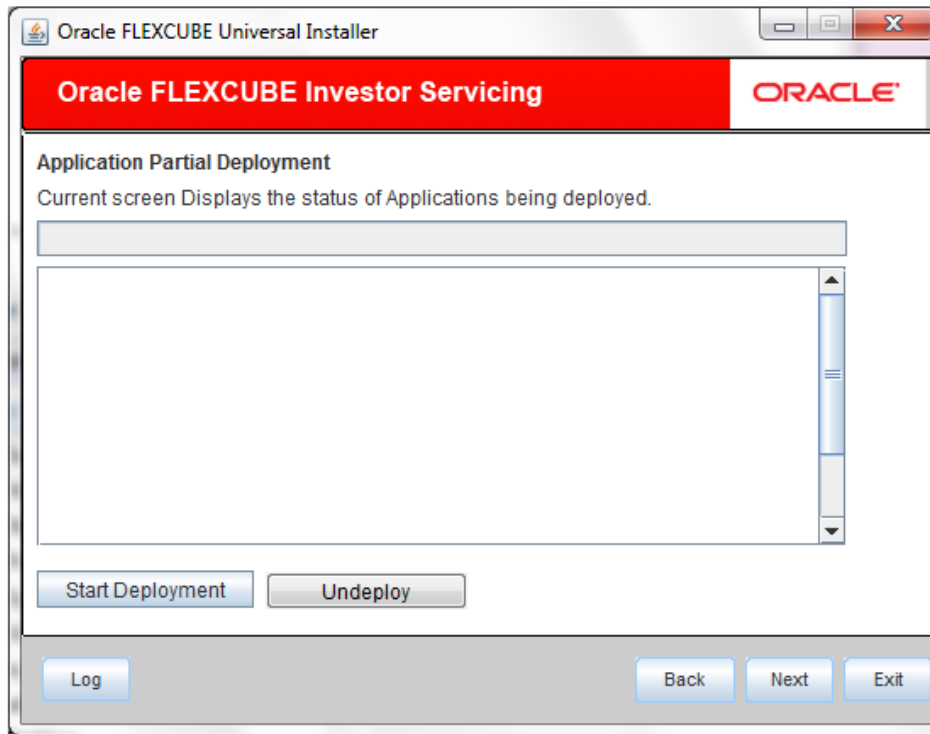 Oracle FLEXCUBE Universal Installer
Oracle FLEXCUBE Investor Servicing
ORACLE
Application Partial Deployment
Current screen Displays the status of Applications being deployed.
Start Deployment Undeploy
Log Back Next Exit